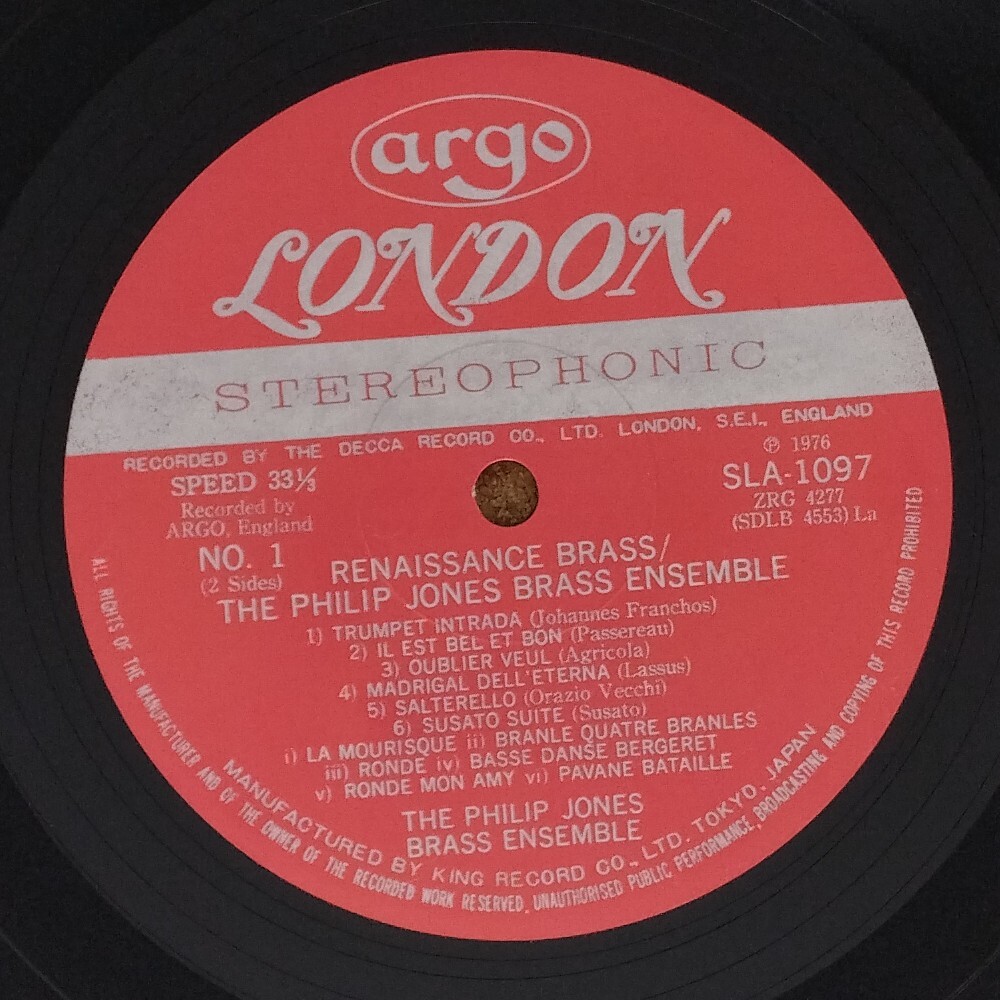 argo
LONDON
STEREOPHONIC
RECORDED BY THE DECCA RECORD CO., LTD. LONDON, S.E.I., ENGLAND
SPEED 33⅓
Recorded by
ARGO, England
NO. 1
(2 Sides)
℗ 1976
SLA-1097
ZRG 4277
(SDLB 4553) La
RENAISSANCE BRASS/
THE PHILIP JONES BRASS ENSEMBLE
1) TRUMPET INTRADA (Johannes Franchos)
2) IL EST BEL ET BON (Passereau)
3) OUBLIER VEUL (Agricola)
4) MADRIGAL DELL'ETERNA (Lassus)
5) SALTERELLO (Orazio Vecchi)
6) SUSATO SUITE (Susato)
i) LA MOURISQUE ii) BRANLE QUATRE BRANLES
iii) RONDE iv) BASSE DANSE BERGERET
v) RONDE MON AMY vi) PAVANE BATAILLE
THE PHILIP JONES
BRASS ENSEMBLE
MANUFACTURED BY KING RECORD CO., LTD. TOKYO, JAPAN
ALL RIGHTS OF THE MANUFACTURER AND OF THE OWNER OF THE RECORDED WORK RESERVED, UNAUTHORISED PUBLIC PERFORMANCE, BROADCASTING AND COPYING OF THIS RECORD PROHIBITED